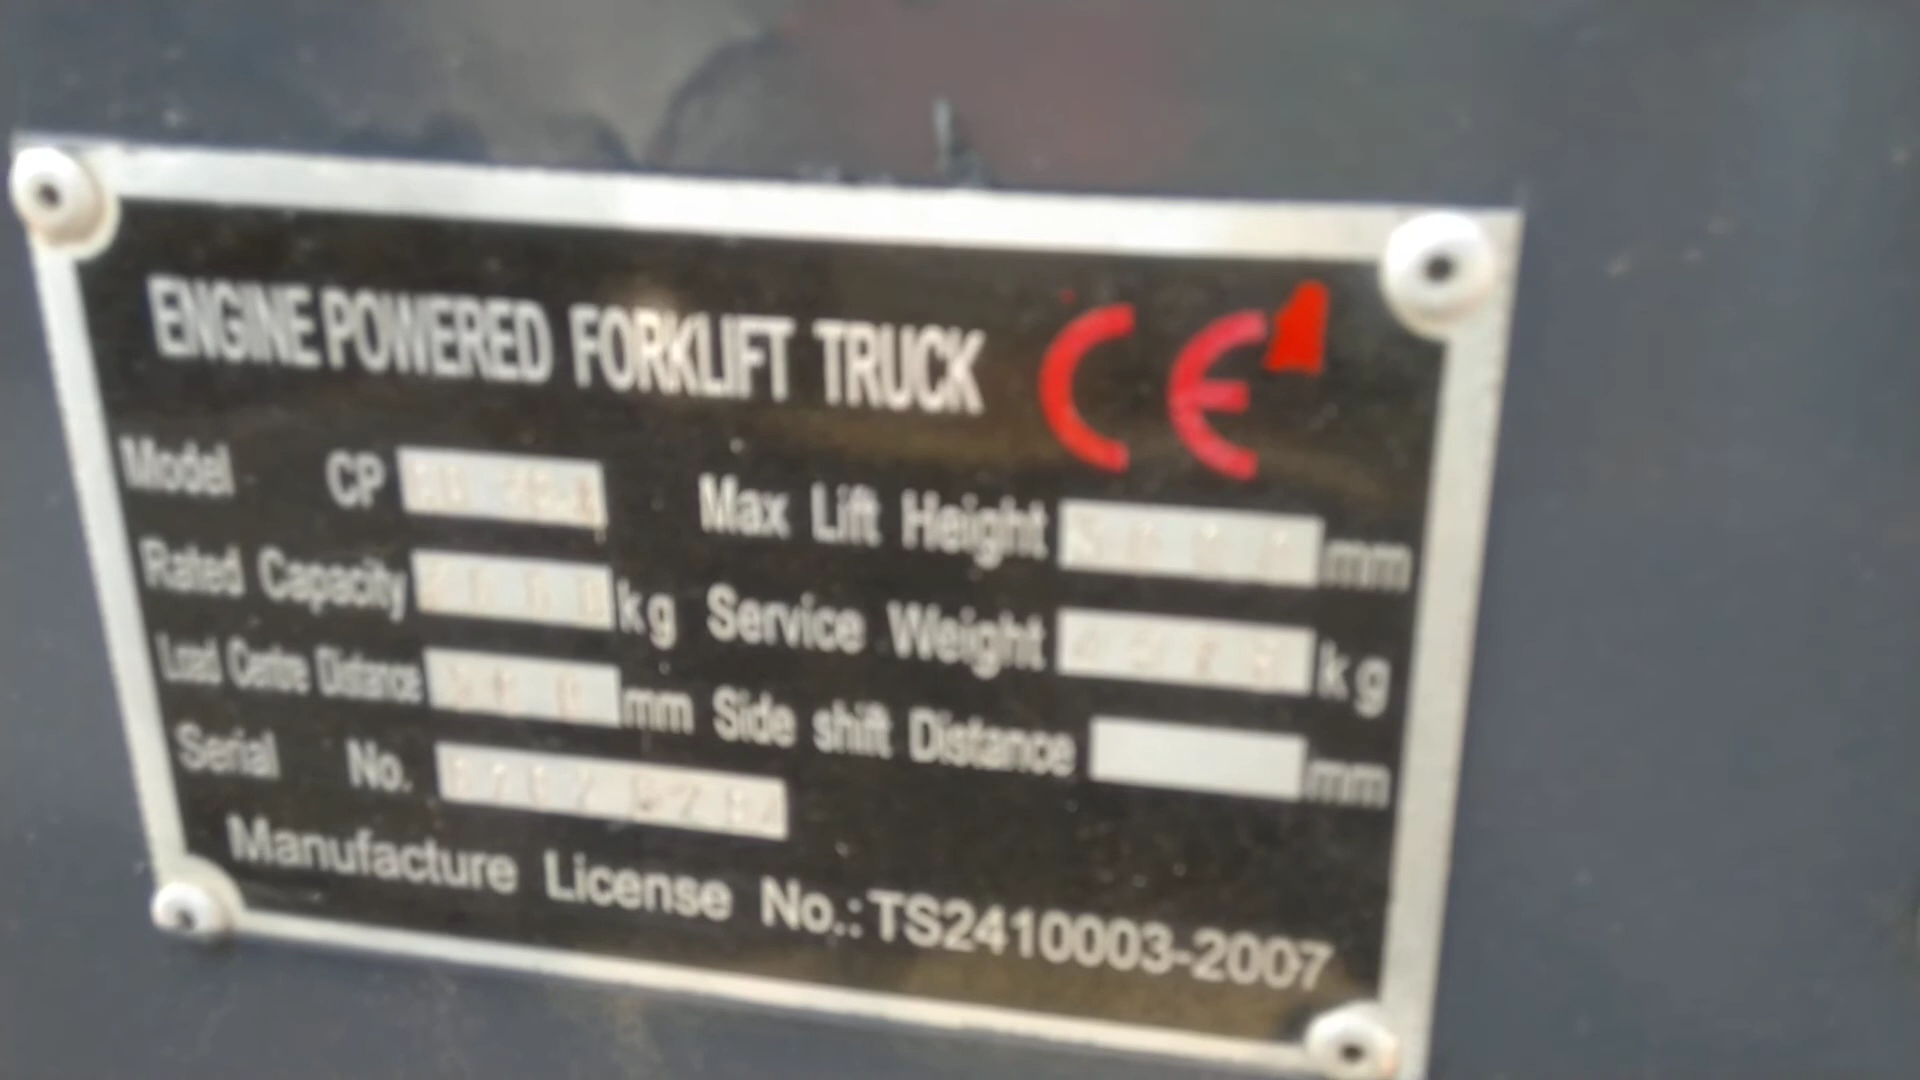 ENGINE POWERED FORKLIFT TRUCK CE
Model CP
Max Lift Height mm
Rated Capacity kg
Service Weight kg
Load Centre Distance mm
Side shift Distance mm
Serial No.
Manufacture License No.:TS2410003-2007